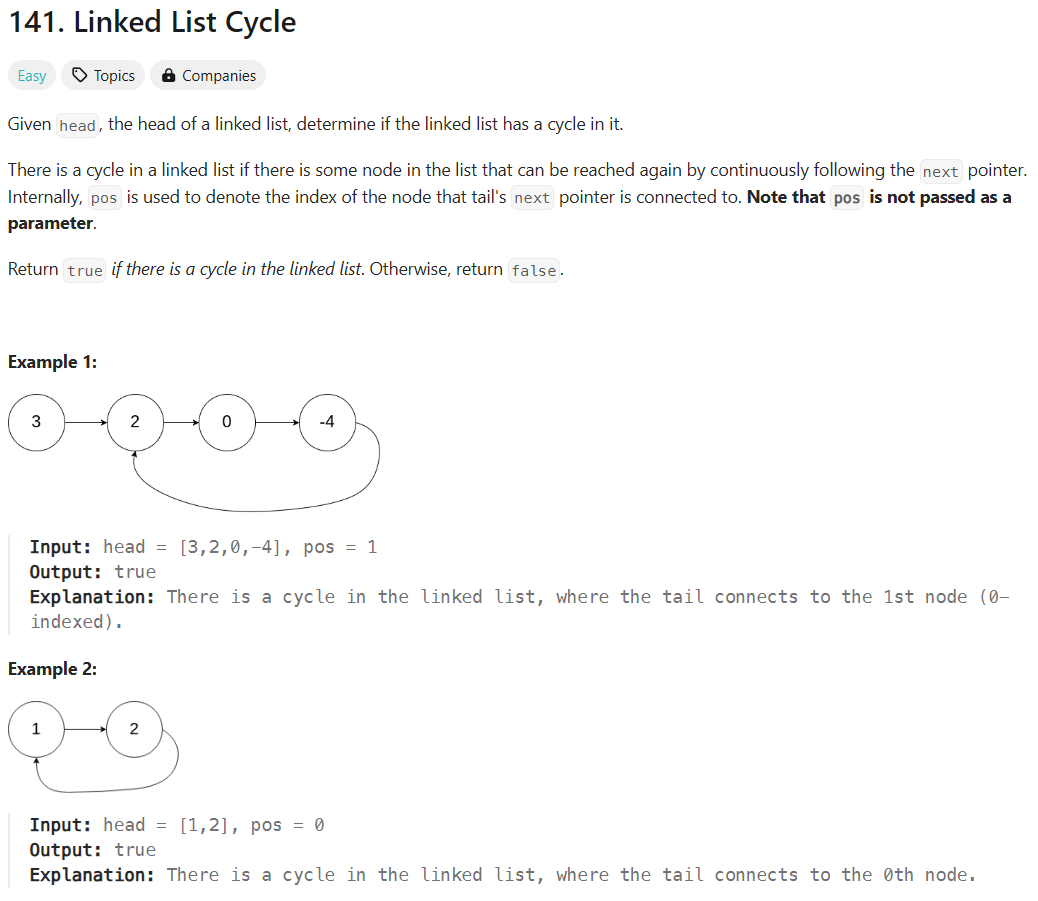 141. Linked List Cycle
Easy Topics Companies
Given head, the head of a linked list, determine if the linked list has a cycle in it.
There is a cycle in a linked list if there is some node in the list that can be reached again by continuously following the next pointer.
Internally, pos is used to denote the index of the node that tail's next pointer is connected to. Note that pos is not passed as a
parameter.
Return true if there is a cycle in the linked list. Otherwise, return false.
Example 1:
3 2 0 -4
Input: head = [3,2,0,-4], pos = 1
Output: true
Explanation: There is a cycle in the linked list, where the tail connects to the 1st node (0-
indexed).
Example 2:
1 2
Input: head = [1,2], pos = 0
Output: true
Explanation: There is a cycle in the linked list, where the tail connects to the 0th node.